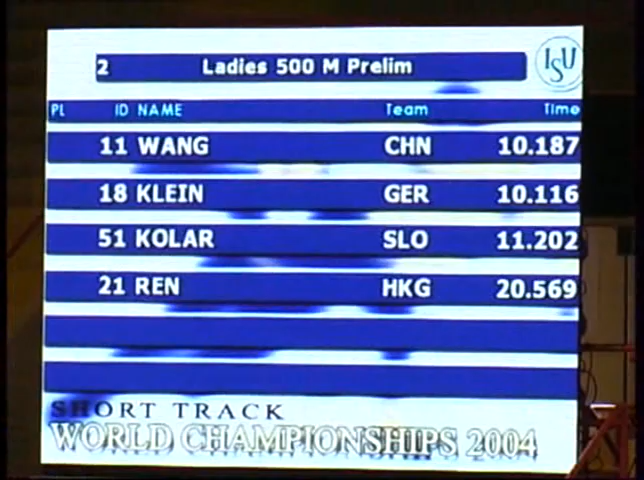 2 Ladies 500 M Prelim ISU
PL ID NAME Team Time
11 WANG CHN 10.187
18 KLEIN GER 10.116
51 KOLAR SLO 11.202
21 REN HKG 20.569
SHORT TRACK
WORLD CHAMPIONSHIPS 2004